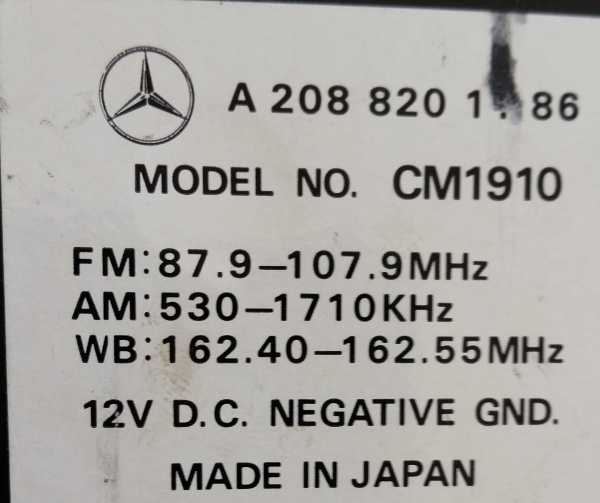 A 208 820 86
MODEL NO. CM1910
FM:87.9–107.9MHz
AM:530–1710KHz
WB:162.40–162.55MHz
12V D.C. NEGATIVE GND.
MADE IN JAPAN